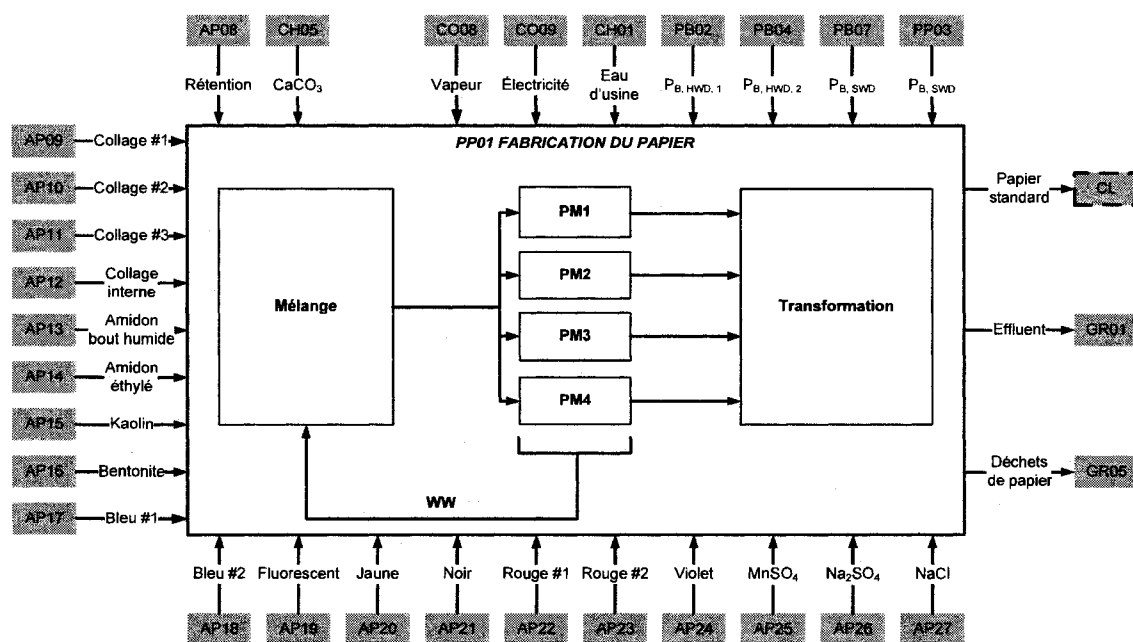 AP08 CH05 CO08 CO09 CH01 PB02 PB04 PB07 PP03
Rétention CaCO₃ Vapeur Électricité Eau d'usine P_B, HWD, 1 P_B, HWD, 2 P_B, SWD P_B, SWD
PP01 FABRICATION DU PAPIER
AP09 Collage #1
AP10 Collage #2
AP11 Collage #3
AP12 Collage interne
AP13 Amidon bout humide
AP14 Amidon éthylé
AP15 Kaolin
AP16 Bentonite
AP17 Bleu #1
Mélange
PM1
PM2
PM3
PM4
Transformation
WW
Papier standard CL
Effluent GR01
Déchets de papier GR05
Bleu #2 Fluorescent Jaune Noir Rouge #1 Rouge #2 Violet MnSO₄ Na₂SO₄ NaCl
AP18 AP19 AP20 AP21 AP22 AP23 AP24 AP25 AP26 AP27